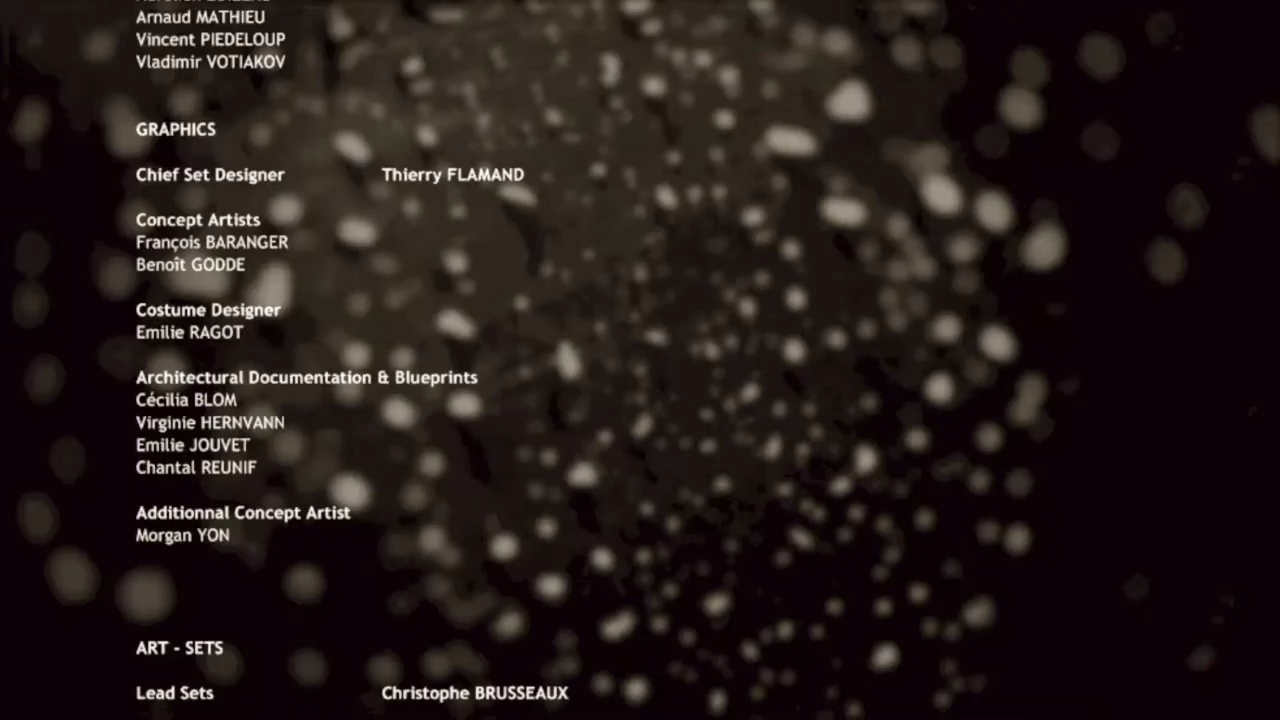 Arnaud MATHIEU
Vincent PIEDELOUP
Vladimir VOTIAKOV
GRAPHICS
Chief Set Designer Thierry FLAMAND
Concept Artists
François BARANGER
Benoît GODDE
Costume Designer
Emilie RAGOT
Architectural Documentation & Blueprints
Cécilia BLOM
Virginie HERNVANN
Emilie JOUVET
Chantal REUNIF
Additionnal Concept Artist
Morgan YON
ART - SETS
Lead Sets Christophe BRUSSEAUX